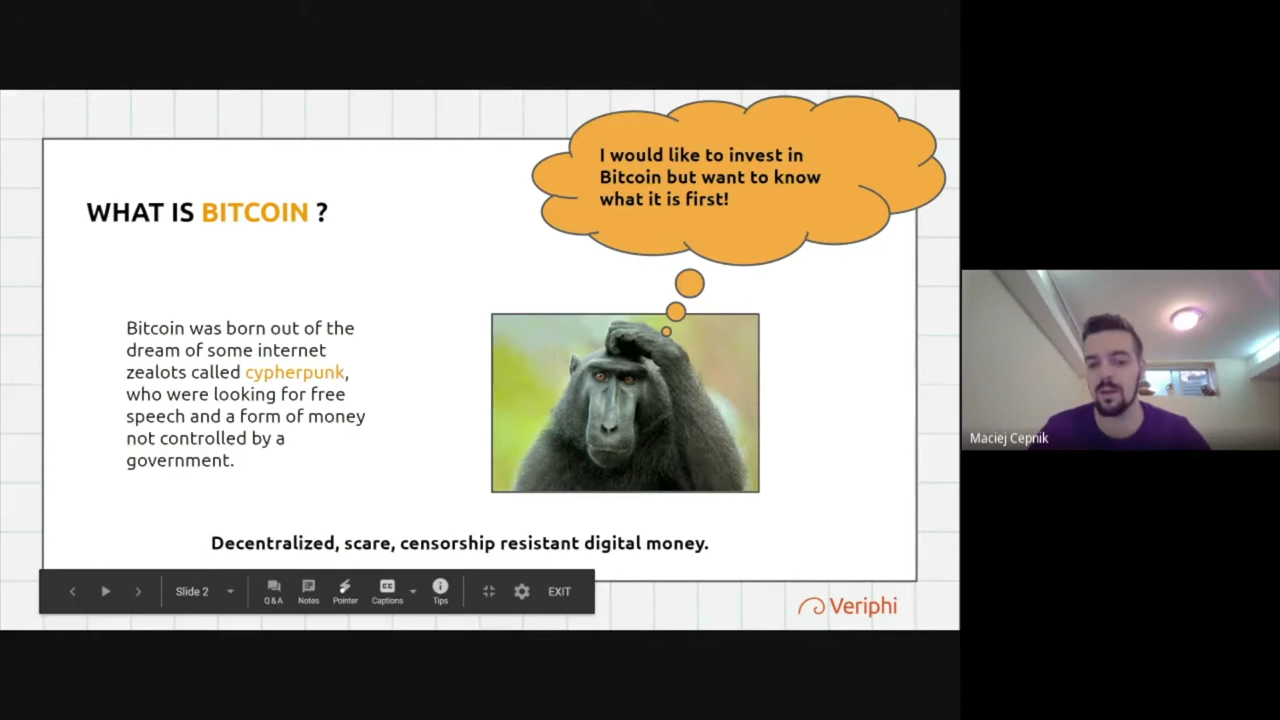 I would like to invest in
Bitcoin but want to know
what it is first!
WHAT IS BITCOIN ?
Bitcoin was born out of the
dream of some internet
zealots called cypherpunk,
who were looking for free
speech and a form of money
not controlled by a
government.
Decentralized, scare, censorship resistant digital money.
Slide 2
Q&A
Notes
Pointer
CC
Captions
Tips
EXIT
Veriphi
Maciej Cepnik